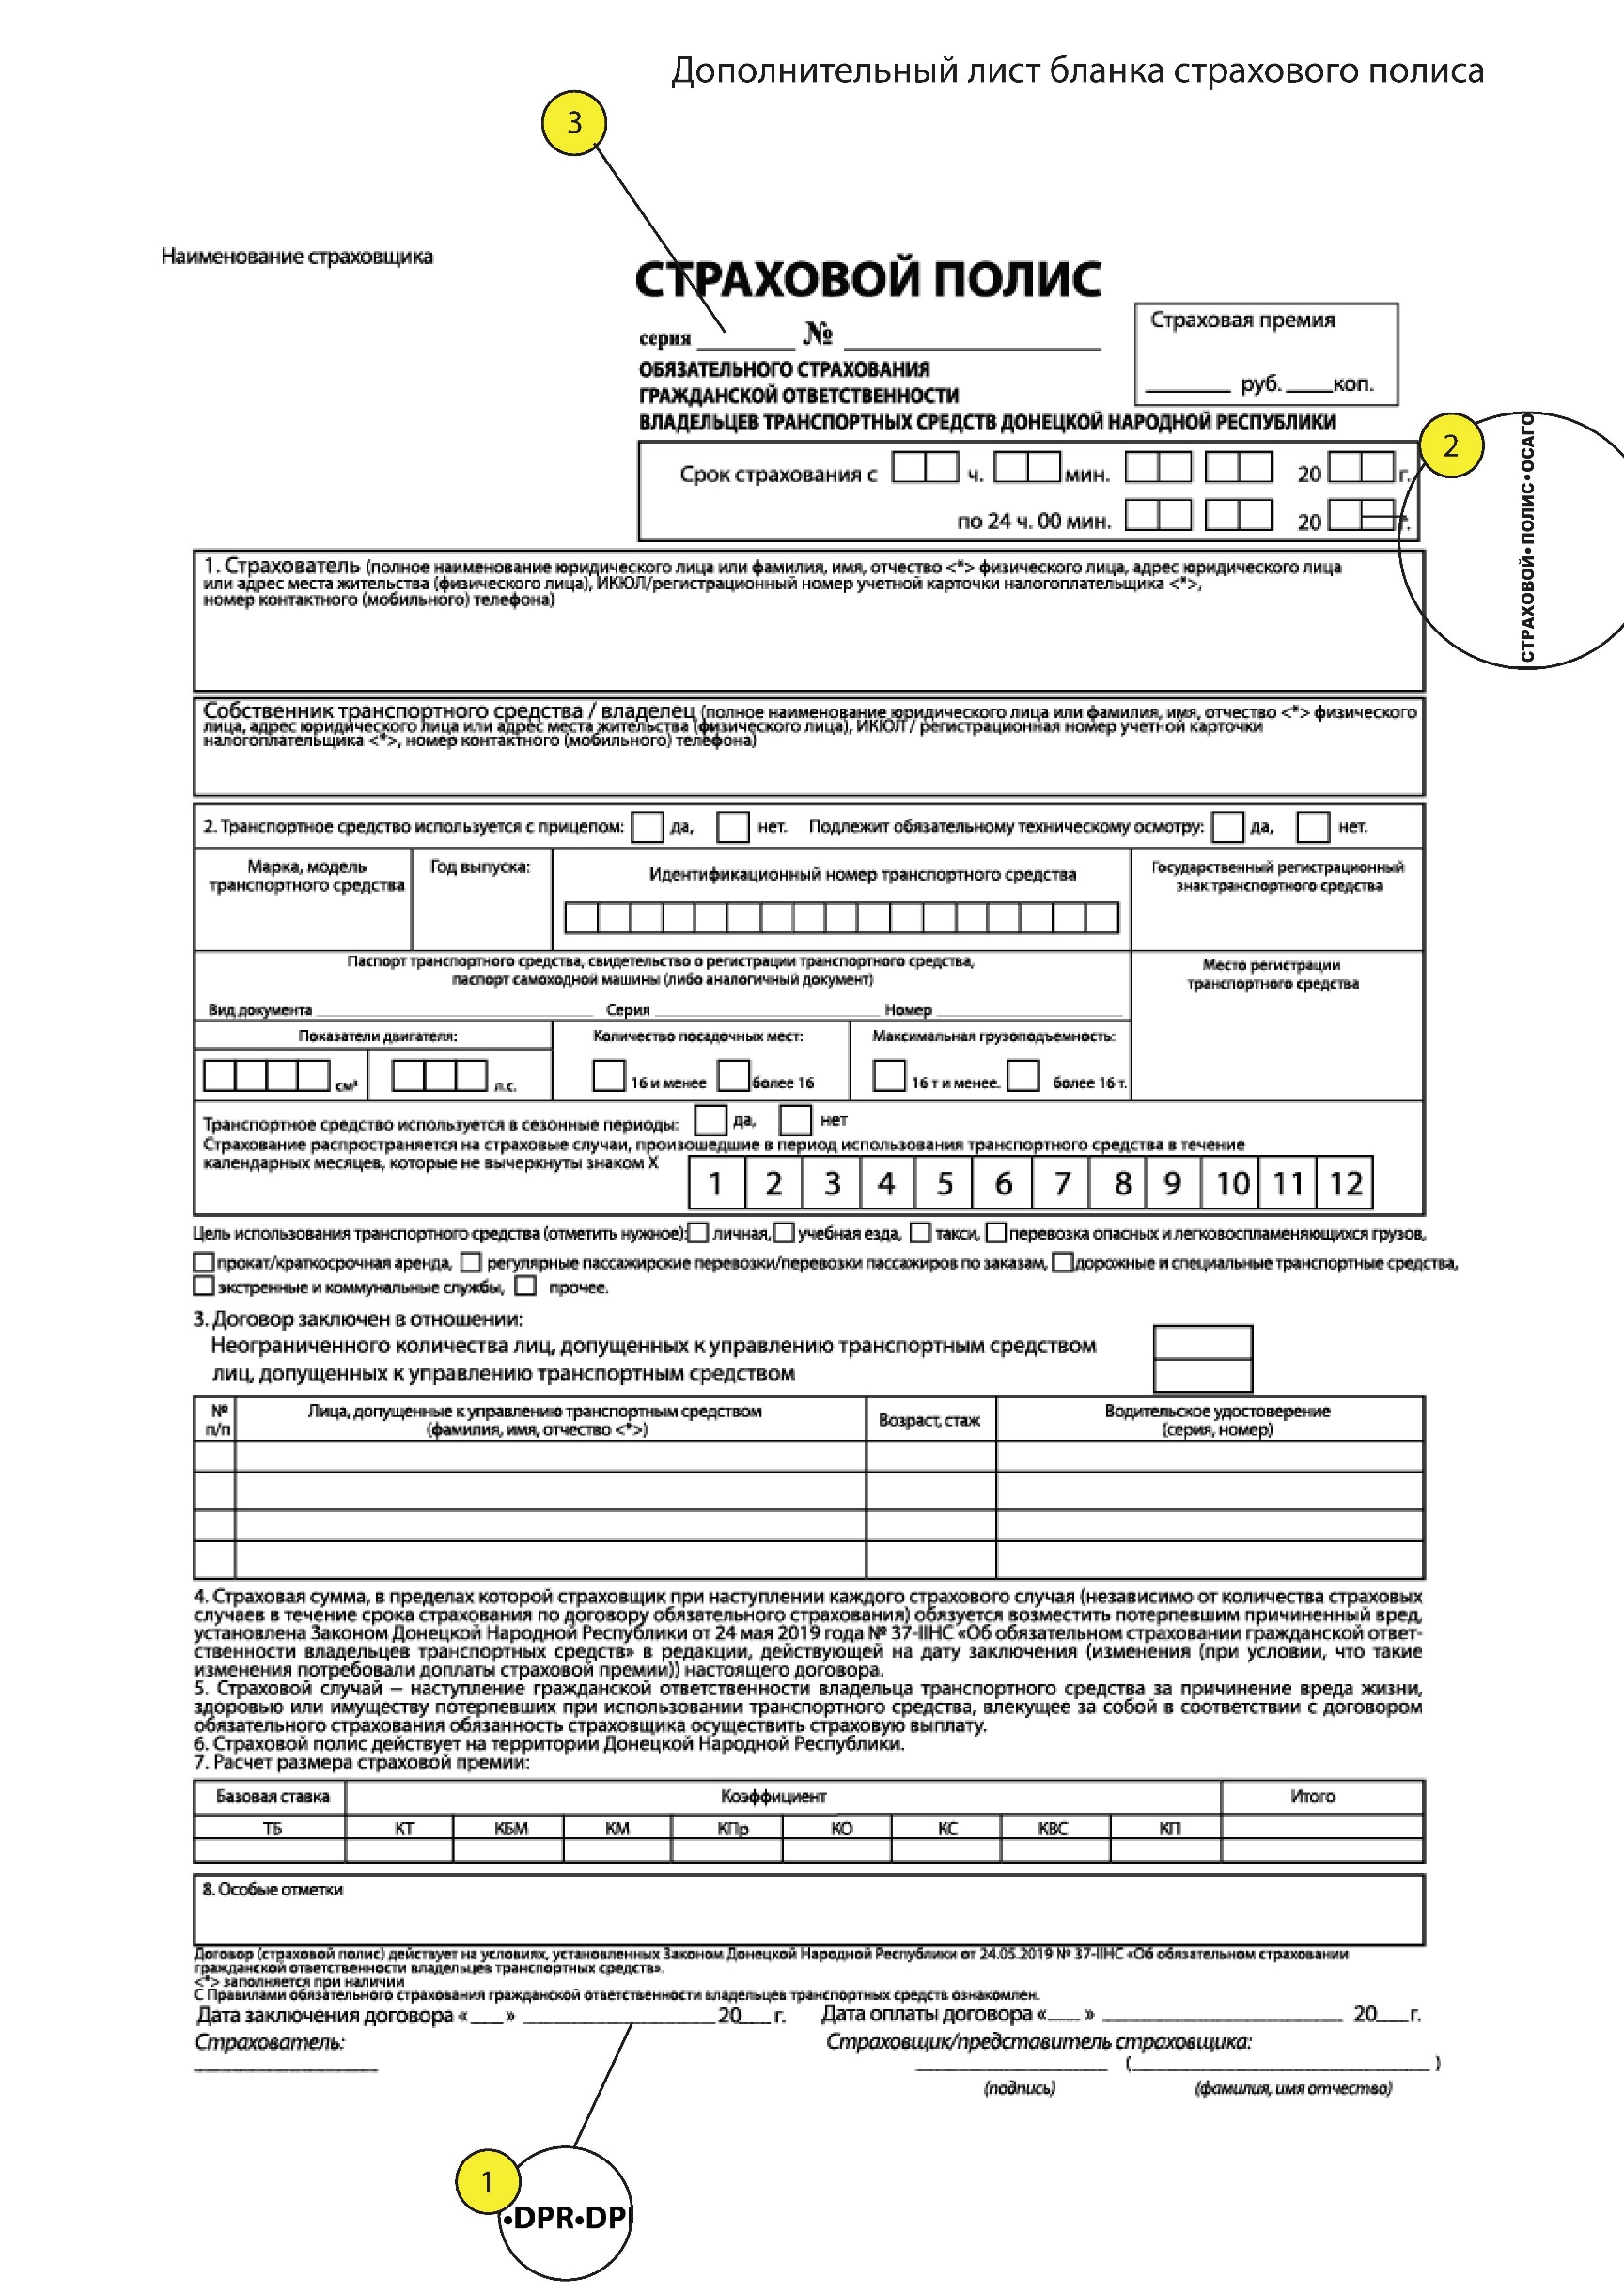 Дополнительный лист бланка страхового полиса
3
Наименование страховщика
СТРАХОВОЙ ПОЛИС
серия ________ № ____________________
Страховая премия
_______ руб. ____коп.
ОБЯЗАТЕЛЬНОГО СТРАХОВАНИЯ
ГРАЖДАНСКОЙ ОТВЕТСТВЕННОСТИ
ВЛАДЕЛЬЦЕВ ТРАНСПОРТНЫХ СРЕДСТВ ДОНЕЦКОЙ НАРОДНОЙ РЕСПУБЛИКИ
2
СТРАХОВОЙ•ПОЛИС•ОСАГО
Срок страхования с ч. мин. 20 г.
по 24 ч. 00 мин. 20 г.
1. Страхователь (полное наименование юридического лица или фамилия, имя, отчество <*> физического лица, адрес юридического лица
или адрес места жительства (физического лица), ИКЮЛ/регистрационный номер учетной карточки налогоплательщика <*>,
номер контактного (мобильного) телефона)
Собственник транспортного средства / владелец (полное наименование юридического лица или фамилия, имя, отчество <*> физического
лица, адрес юридического лица или адрес места жительства (физического лица), ИКЮЛ / регистрационная номер учетной карточки
налогоплательщика <*>, номер контактного (мобильного) телефона)
2. Транспортное средство используется с прицепом: да, нет. Подлежит обязательному техническому осмотру: да, нет.
Марка, модель
транспортного средства
Год выпуска:
Идентификационный номер транспортного средства
Государственный регистрационный
знак транспортного средства
Паспорт транспортного средства, свидетельство о регистрации транспортного средства,
паспорт самоходной машины (либо аналогичный документ)
Вид документа ____________ Серия ____________ Номер ____________
Место регистрации
транспортного средства
Показатели двигателя:
см³ л.с.
Количество посадочных мест:
16 и менее более 16
Максимальная грузоподъемность:
16 т и менее. более 16 т.
Транспортное средство используется в сезонные периоды: да, нет
Страхование распространяется на страховые случаи, произошедшие в период использования транспортного средства в течение
календарных месяцев, которые не вычеркнуты знаком X
1 2 3 4 5 6 7 8 9 10 11 12
Цель использования транспортного средства (отметить нужное): личная, учебная езда, такси, перевозка опасных и легковоспламеняющихся грузов,
прокат/краткосрочная аренда, регулярные пассажирские перевозки/перевозки пассажиров по заказам, дорожные и специальные транспортные средства,
экстренные и коммунальные службы, прочее.
3. Договор заключен в отношении:
Неограниченного количества лиц, допущенных к управлению транспортным средством
лиц, допущенных к управлению транспортным средством
№
п/п
Лица, допущенные к управлению транспортным средством
(фамилия, имя, отчество <*>)
Возраст, стаж
Водительское удостоверение
(серия, номер)
4. Страховая сумма, в пределах которой страховщик при наступлении каждого страхового случая (независимо от количества страховых
случаев в течение срока страхования по договору обязательного страхования) обязуется возместить потерпевшим причиненный вред,
установлена Законом Донецкой Народной Республики от 24 мая 2019 года № 37-IIНС «Об обязательном страховании гражданской ответ-
ственности владельцев транспортных средств» в редакции, действующей на дату заключения (изменения (при условии, что такие
изменения потребовали доплаты страховой премии)) настоящего договора.
5. Страховой случай – наступление гражданской ответственности владельца транспортного средства за причинение вреда жизни,
здоровью или имуществу потерпевших при использовании транспортного средства, влекущее за собой в соответствии с договором
обязательного страхования обязанность страховщика осуществить страховую выплату.
6. Страховой полис действует на территории Донецкой Народной Республики.
7. Расчет размера страховой премии:
Базовая ставка Коэффициент Итого
ТБ КТ КБМ КМ КПр КО КС КВС КП
8. Особые отметки
Договор (страховой полис) действует на условиях, установленных Законом Донецкой Народной Республики от 24.05.2019 № 37-IIНС «Об обязательном страховании
гражданской ответственности владельцев транспортных средств».
<*> заполняется при наличии
С Правилами обязательного страхования гражданской ответственности владельцев транспортных средств ознакомлен.
Дата заключения договора «___» ________________20___ г. Дата оплаты договора «___ » ____________________ 20___г.
Страхователь: Страховщик/представитель страховщика:
________________ ________________ (________________________)
(подпись) (фамилия, имя отчество)
1
•DPR•DP